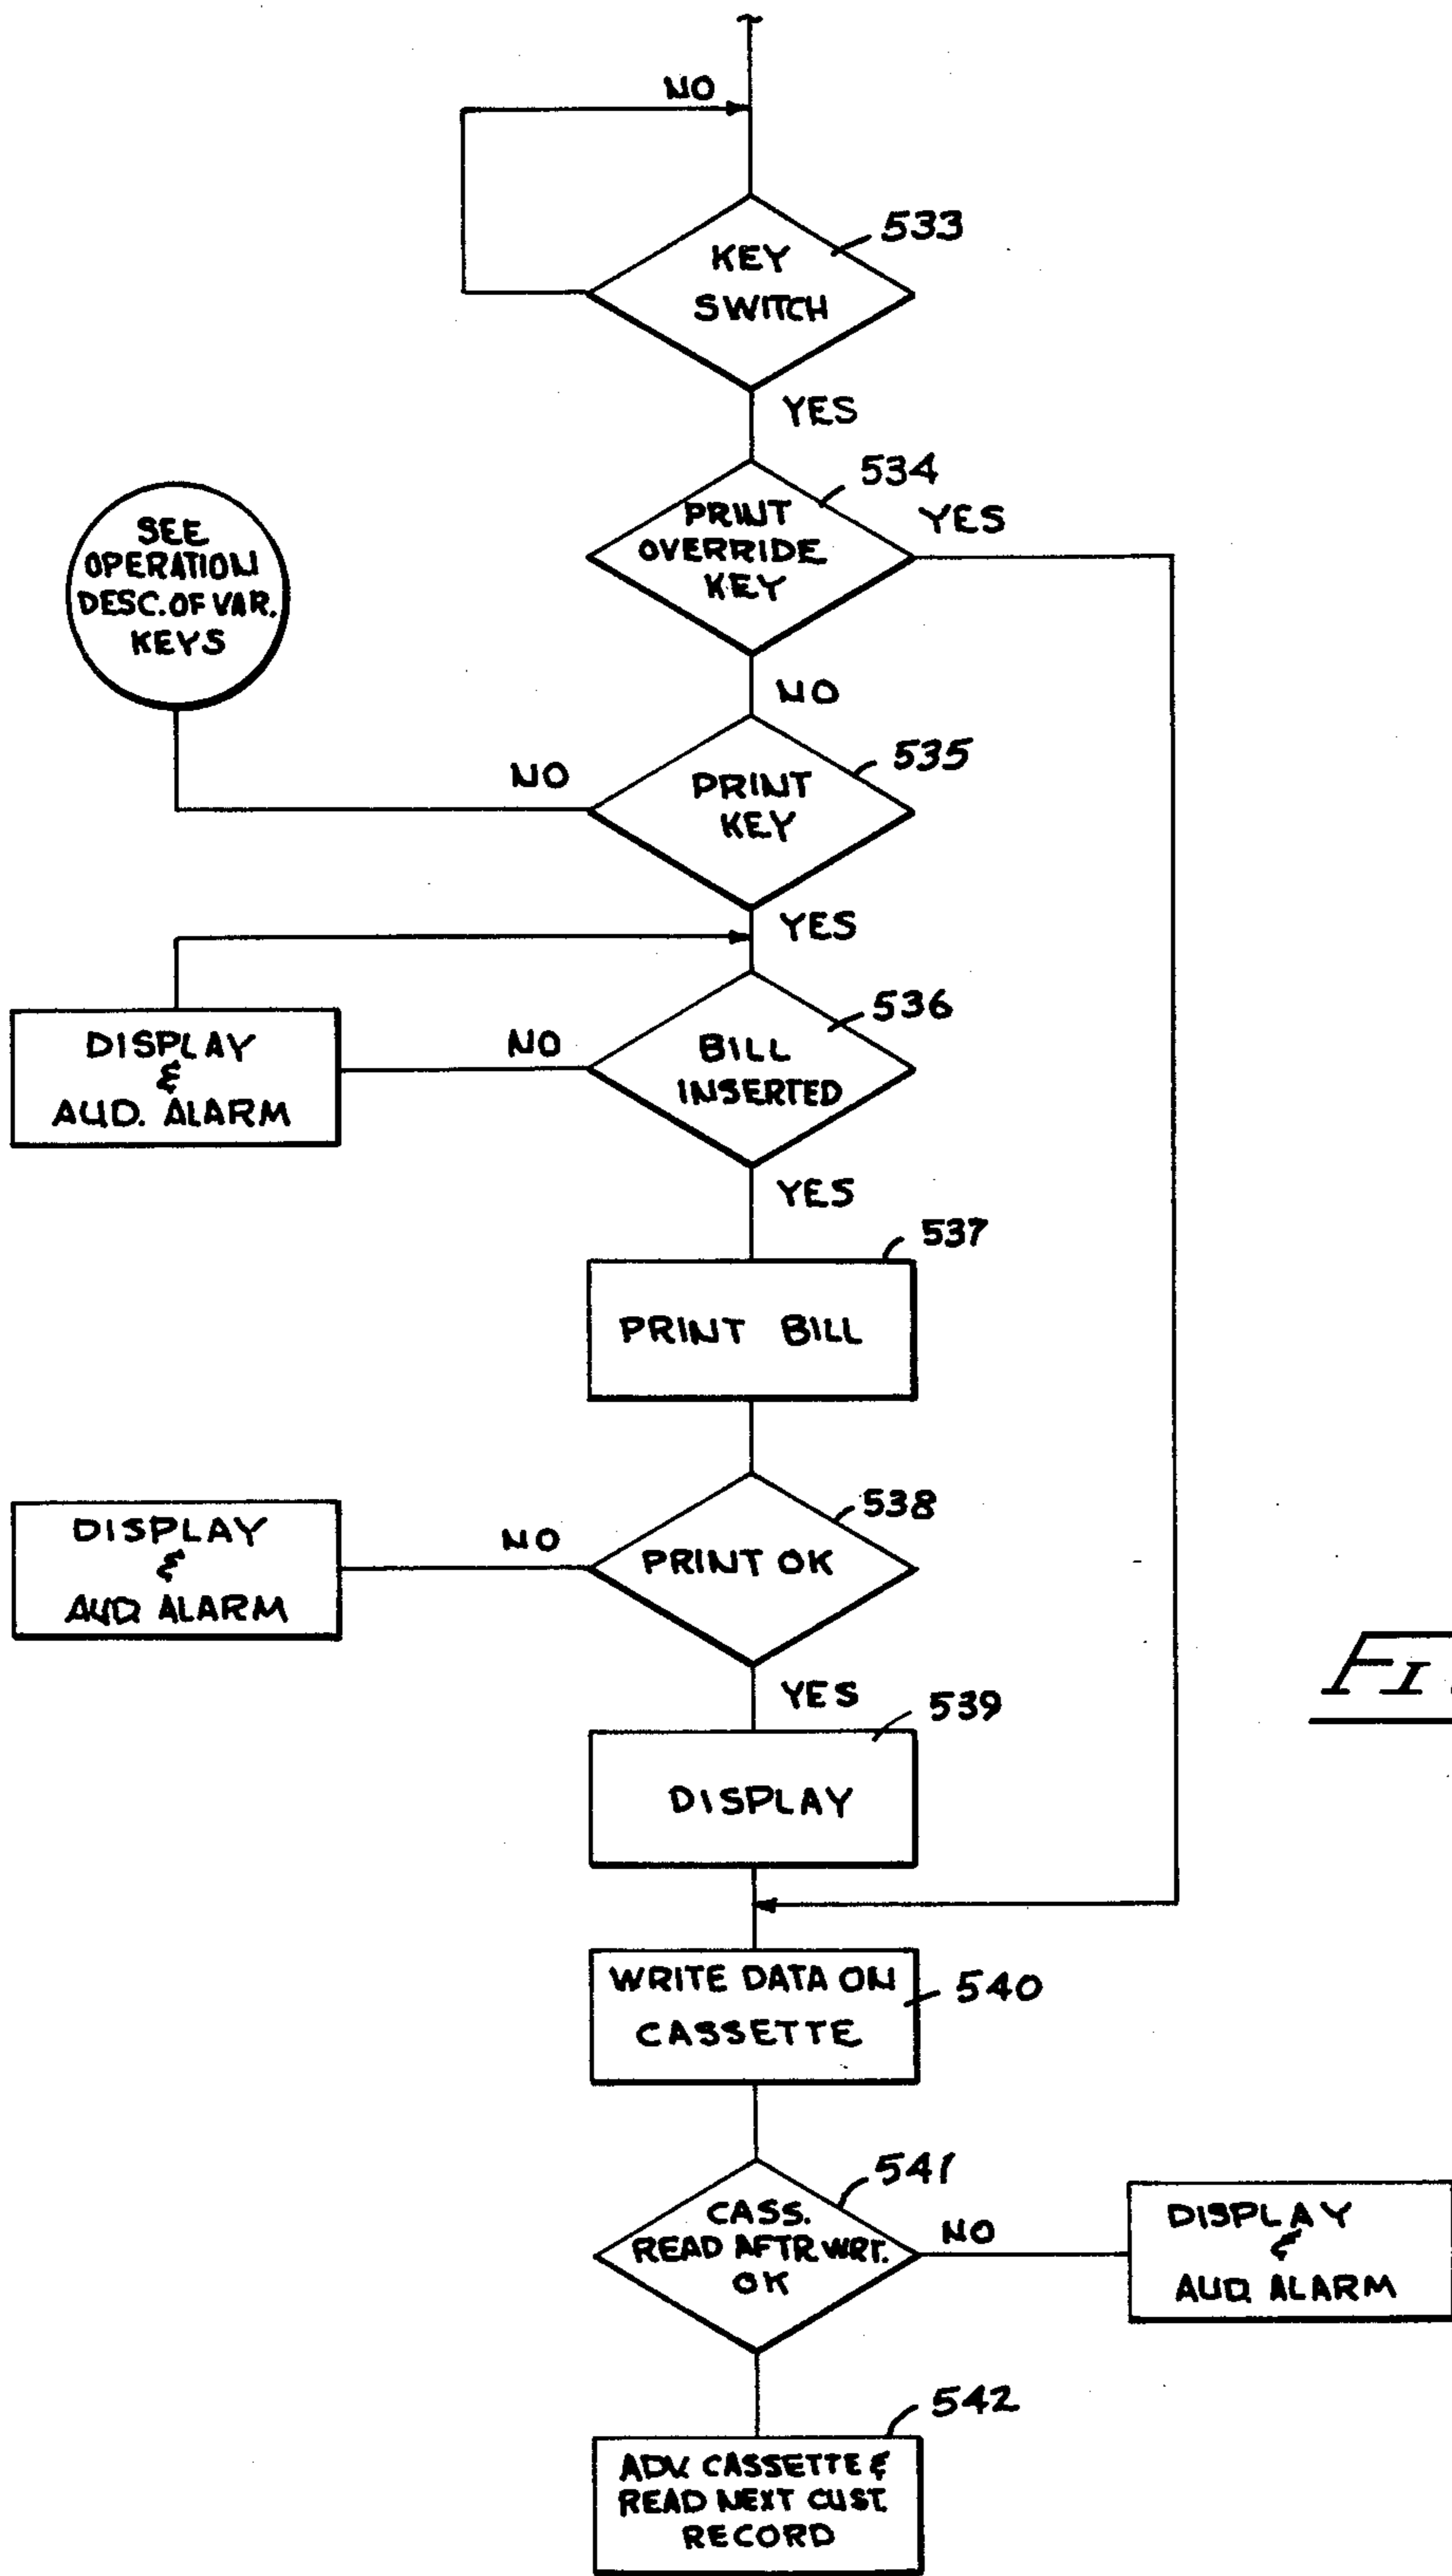 NO
533
KEY
SWITCH
YES
534
PRINT
OVERRIDE
KEY
YES
SEE
OPERATION
DESC. OF VAR.
KEYS
NO
535
PRINT
KEY
NO
YES
536
BILL
INSERTED
NO
DISPLAY
&
AUD. ALARM
YES
537
PRINT BILL
538
PRINT OK
NO
DISPLAY
&
AUD. ALARM
YES
539
DISPLAY
WRITE DATA ON
CASSETTE
540
541
CASS.
READ AFTR WRT.
OK
NO
DISPLAY
&
AUD. ALARM
542
ADV. CASSETTE &
READ NEXT CUST.
RECORD